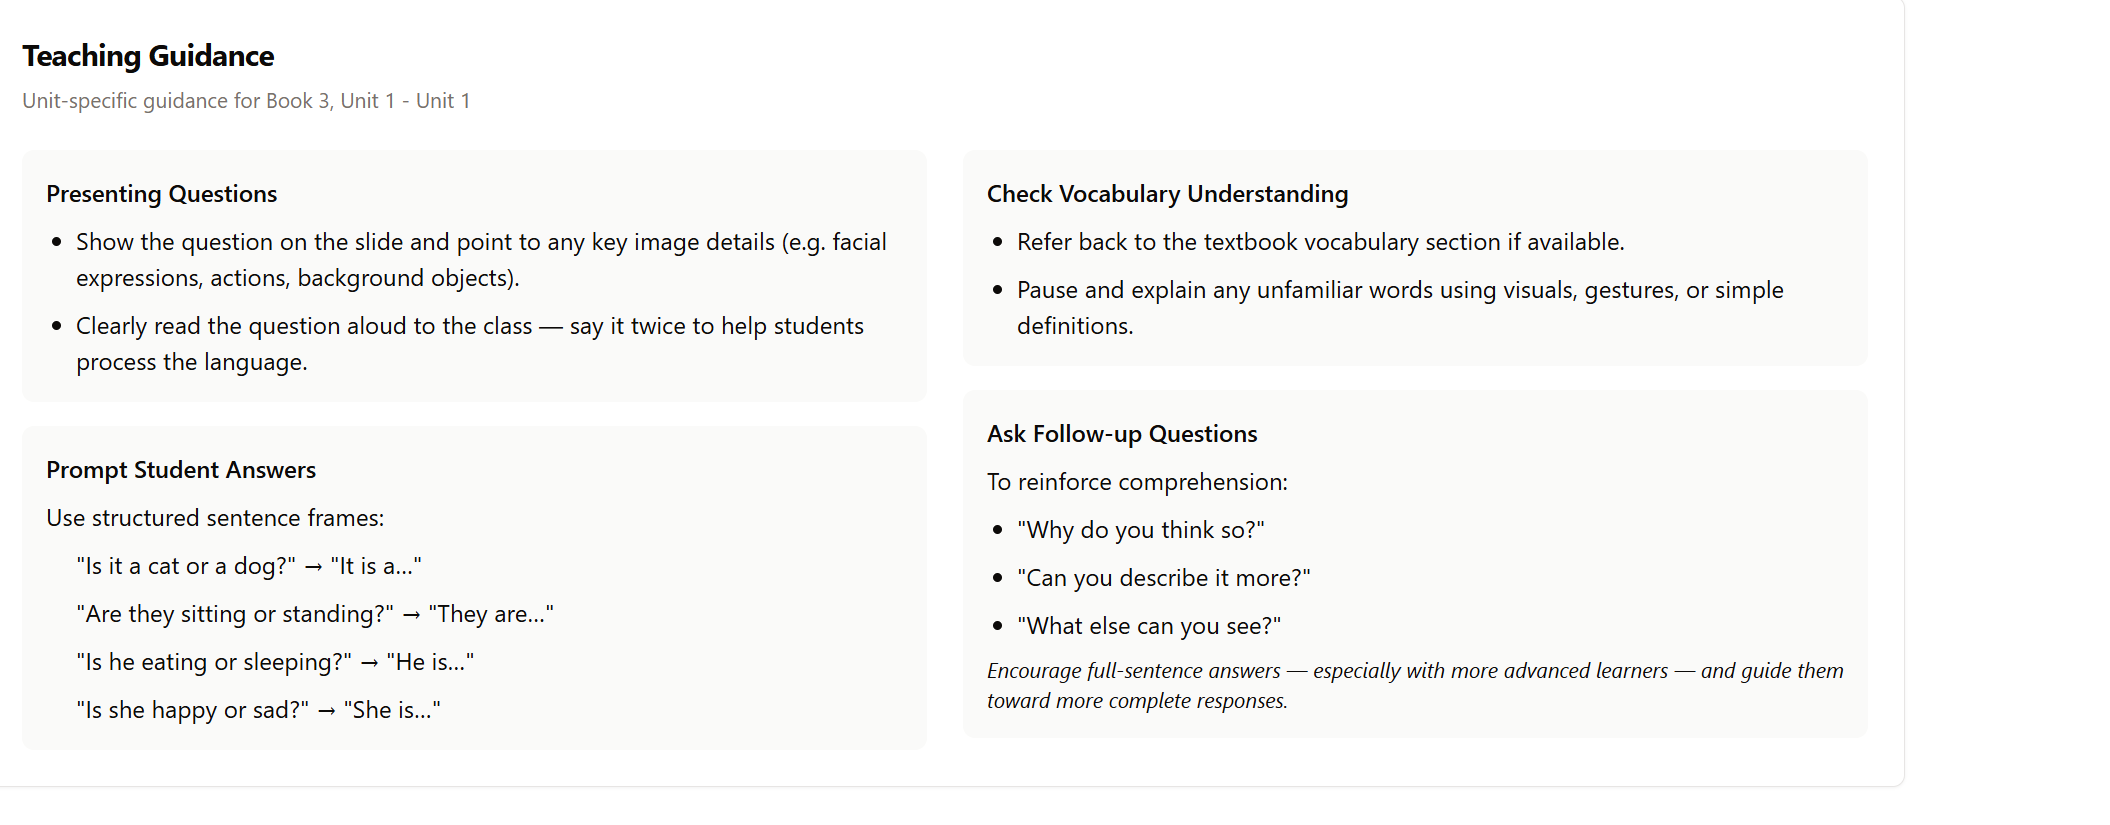 Teaching Guidance
Unit-specific guidance for Book 3, Unit 1 - Unit 1
Presenting Questions
• Show the question on the slide and point to any key image details (e.g. facial
expressions, actions, background objects).
• Clearly read the question aloud to the class — say it twice to help students
process the language.
Prompt Student Answers
Use structured sentence frames:
"Is it a cat or a dog?" → "It is a..."
"Are they sitting or standing?" → "They are..."
"Is he eating or sleeping?" → "He is..."
"Is she happy or sad?" → "She is..."
Check Vocabulary Understanding
• Refer back to the textbook vocabulary section if available.
• Pause and explain any unfamiliar words using visuals, gestures, or simple
definitions.
Ask Follow-up Questions
To reinforce comprehension:
• "Why do you think so?"
• "Can you describe it more?"
• "What else can you see?"
Encourage full-sentence answers — especially with more advanced learners — and guide them
toward more complete responses.